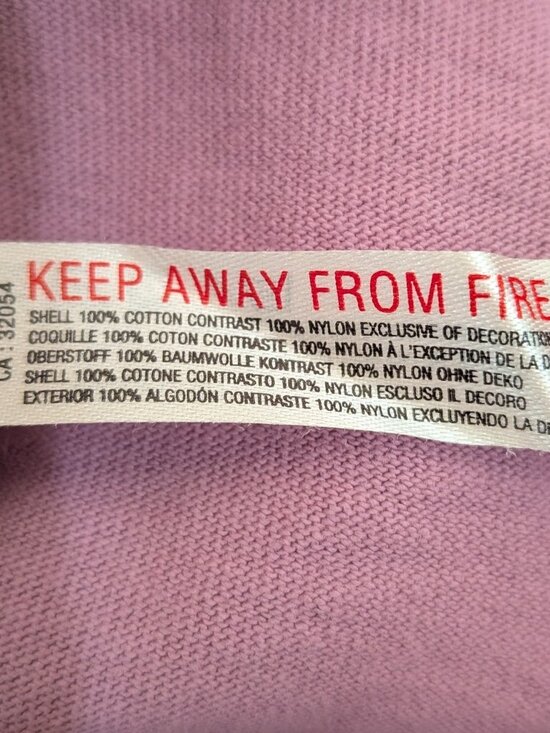 KEEP AWAY FROM FIRE
SHELL 100% COTTON CONTRAST 100% NYLON EXCLUSIVE OF
COQUILLE 100% COTON CONTRASTE 100% NYLON À L'EXCEPTION DE LA
OBERSTOFF 100% BAUMWOLLE KONTRAST 100% NYLON OHNE DEKO
SHELL 100% COTONE CONTRASTO 100% NYLON ESCLUSO IL DECORO
EXTERIOR 100% ALGODÓN CONTRASTE 100% NYLON EXCLUYENDO LA
CA 32054